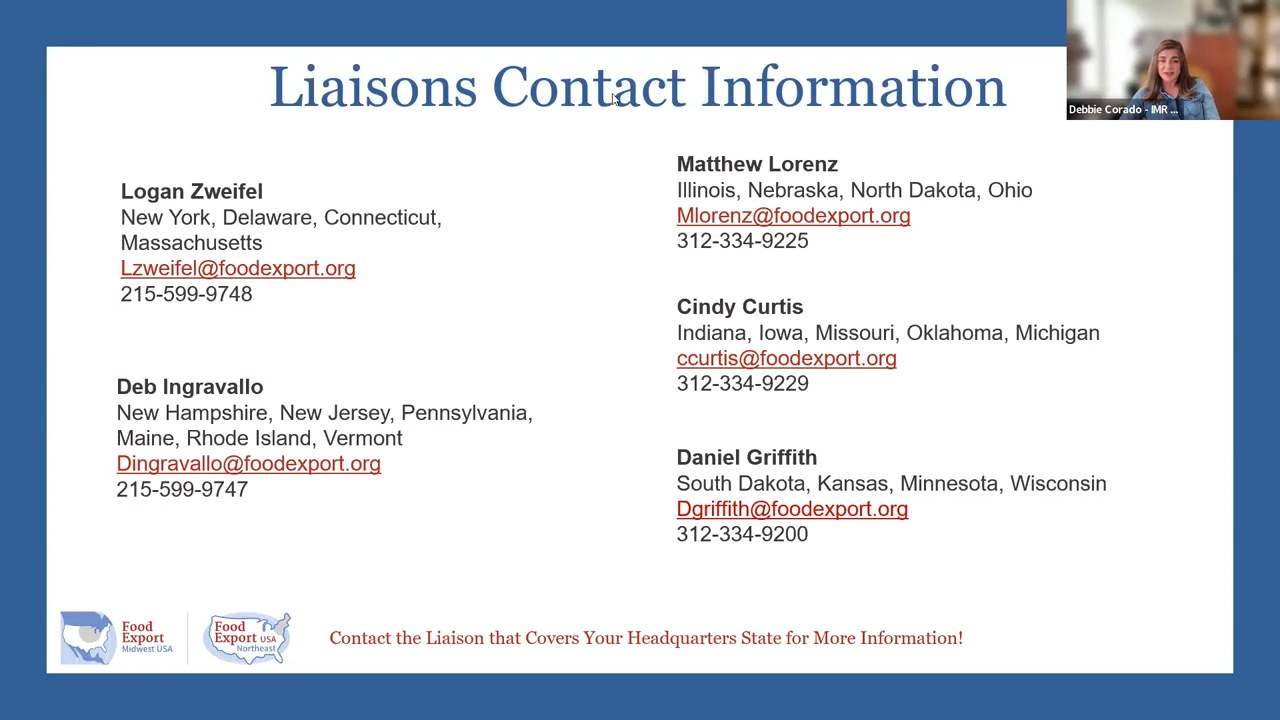 Liaisons Contact Information
Debbie Corado - IMR ...
Logan Zweifel
New York, Delaware, Connecticut,
Massachusetts
Lzweifel@foodexport.org
215-599-9748
Deb Ingravallo
New Hampshire, New Jersey, Pennsylvania,
Maine, Rhode Island, Vermont
Dingravallo@foodexport.org
215-599-9747
Matthew Lorenz
Illinois, Nebraska, North Dakota, Ohio
Mlorenz@foodexport.org
312-334-9225
Cindy Curtis
Indiana, Iowa, Missouri, Oklahoma, Michigan
ccurtis@foodexport.org
312-334-9229
Daniel Griffith
South Dakota, Kansas, Minnesota, Wisconsin
Dgriffith@foodexport.org
312-334-9200
Food
Export
Midwest USA
Food
Export USA
Northeast
Contact the Liaison that Covers Your Headquarters State for More Information!